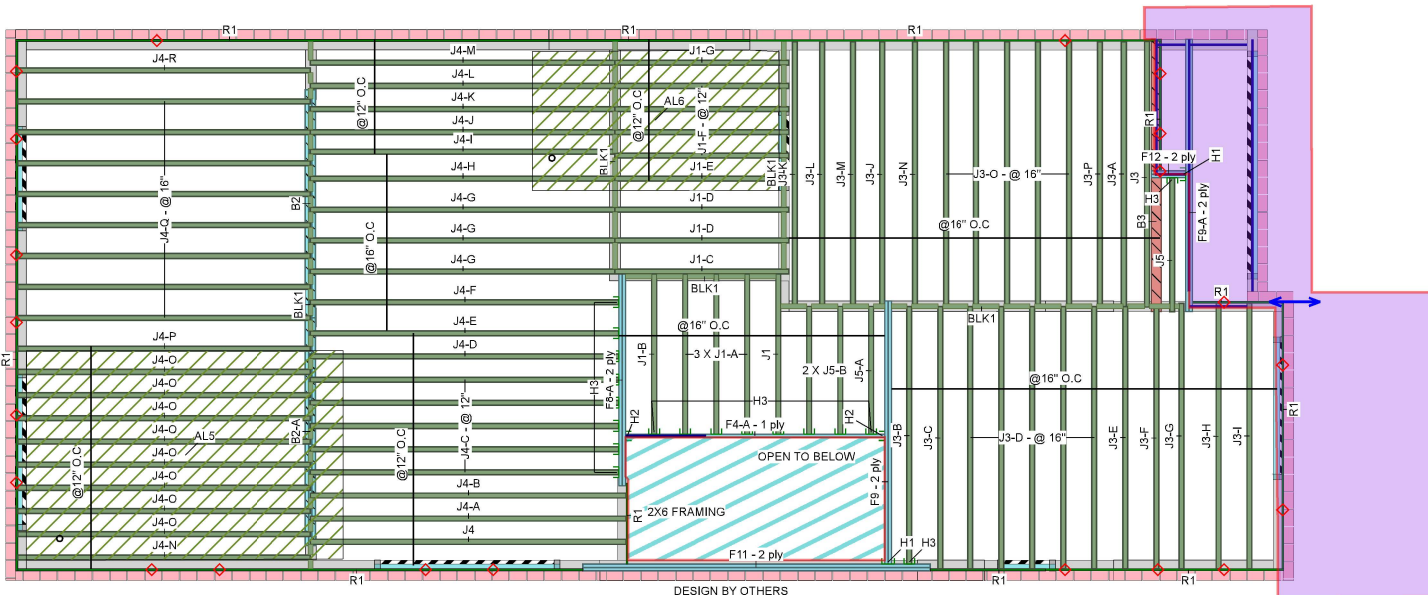 R1
R1
R1
J4-R
J4-M
J1-G
J4-L
J4-K
AL6
J4-J
J4-I
J4-H
@12" O.C
@12" O.C
J1-F - @ 12"
J1-E
BLK1
BLK1
J3-K
J3-L
J3-M
J3-J
J3-N
J3-O - @ 16"
J3-P
J3-A
J3
R1
F12 - 2 ply
H1
H3
B3
F9-A - 2 ply
J4-Q - @ 16"
B2
J4-G
J1-D
J4-G
J1-D
@16" O.C
@16" O.C
J4-G
J1-C
J5
BLK1
J4-F
BLK1
R1
BLK1
J4-E
@16" O.C
J4-P
J4-D
R1
J4-O
J4-O
J4-O
J4-O
J4-O
J4-O
J4-O
J4-O
J4-N
AL5
@12" O.C
B2-A
@12" O.C
J4-C - @ 12"
H3
F8-A - 2 ply
J1-B
3 X J1-A
J1
2 X J5-B
J5-A
@16" O.C
H3
H2
F4-A - 1 ply
H2
J3-B
J3-C
J3-D - @ 16"
J3-E
J3-F
J3-G
J3-H
J3-I
R1
OPEN TO BELOW
F9 - 2 ply
J4-B
J4-A
J4
R1
2X6 FRAMING
F11 - 2 ply
H1
H3
R1
R1
R1
DESIGN BY OTHERS